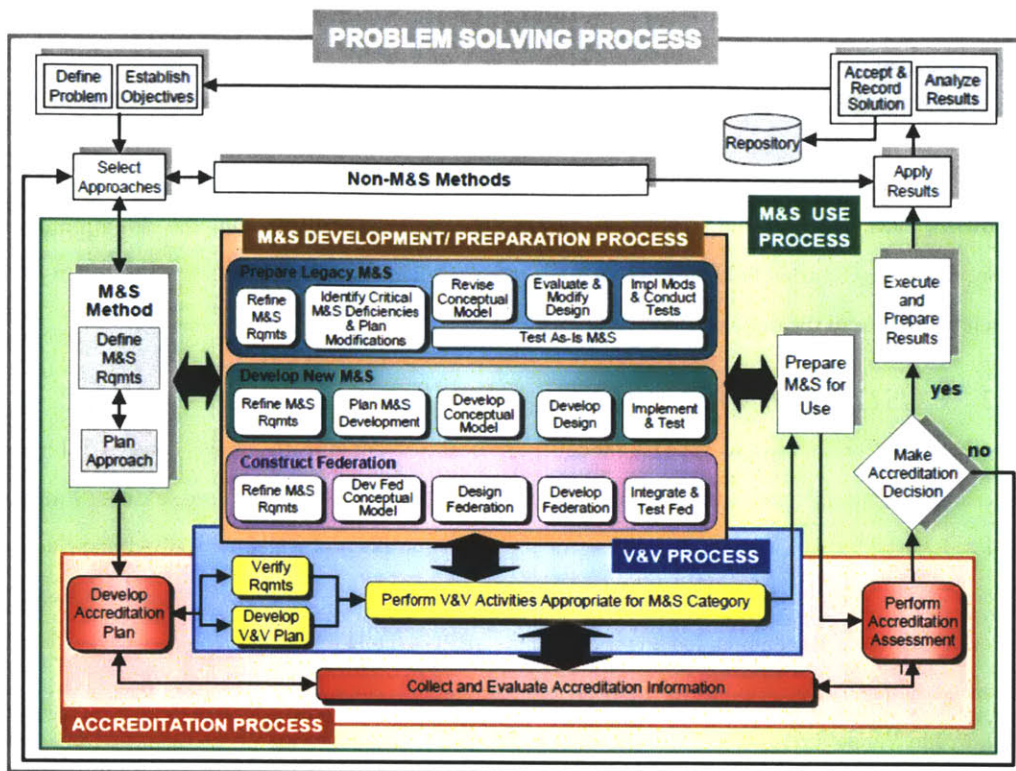 PROBLEM SOLVING PROCESS
Define
Problem
Establish
Objectives
Accept &
Record
Solution
Analyze
Results
Repository
Select
Approaches
Non-M&S Methods
Apply
Results
M&S USE
PROCESS
M&S DEVELOPMENT/ PREPARATION PROCESS
Prepare Legacy M&S
Refine
M&S
Rqmts
Identify Critical
M&S Deficiencies
& Plan
Modifications
Revise
Conceptual
Model
Evaluate &
Modify
Design
Impl Mods
& Conduct
Tests
Test As-Is M&S
M&S
Method
Define
M&S
Rqmts
Plan
Approach
Develop New M&S
Refine M&S
Rqmts
Plan M&S
Development
Develop
Conceptual
Model
Develop
Design
Implement
& Test
Construct Federation
Refine M&S
Rqmts
Dev Fed
Conceptual
Model
Design
Federation
Develop
Federation
Integrate &
Test Fed
Prepare
M&S for
Use
Execute
and
Prepare
Results
yes
no
Make
Accreditation
Decision
V&V PROCESS
Verify
Rqmts
Develop
V&V Plan
Perform V&V Activities Appropriate for M&S Category
Develop
Accreditation
Plan
Perform
Accreditation
Assessment
Collect and Evaluate Accreditation Information
ACCREDITATION PROCESS